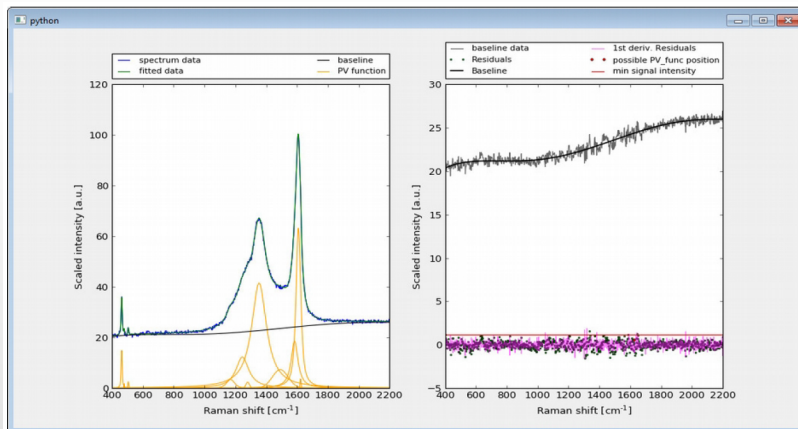 python
spectrum data
baseline
fitted data
PV function
120
100
80
60
40
20
0
Scaled intensity [a.u.]
400 600 800 1000 1200 1400 1600 1800 2000 2200
Raman shift [cm⁻¹]
baseline data
1st deriv. Residuals
Residuals
possible PV_func position
Baseline
min signal intensity
30
25
20
15
10
5
0
−5
Scaled intensity [a.u.]
400 600 800 1000 1200 1400 1600 1800 2000 2200
Raman shift [cm⁻¹]